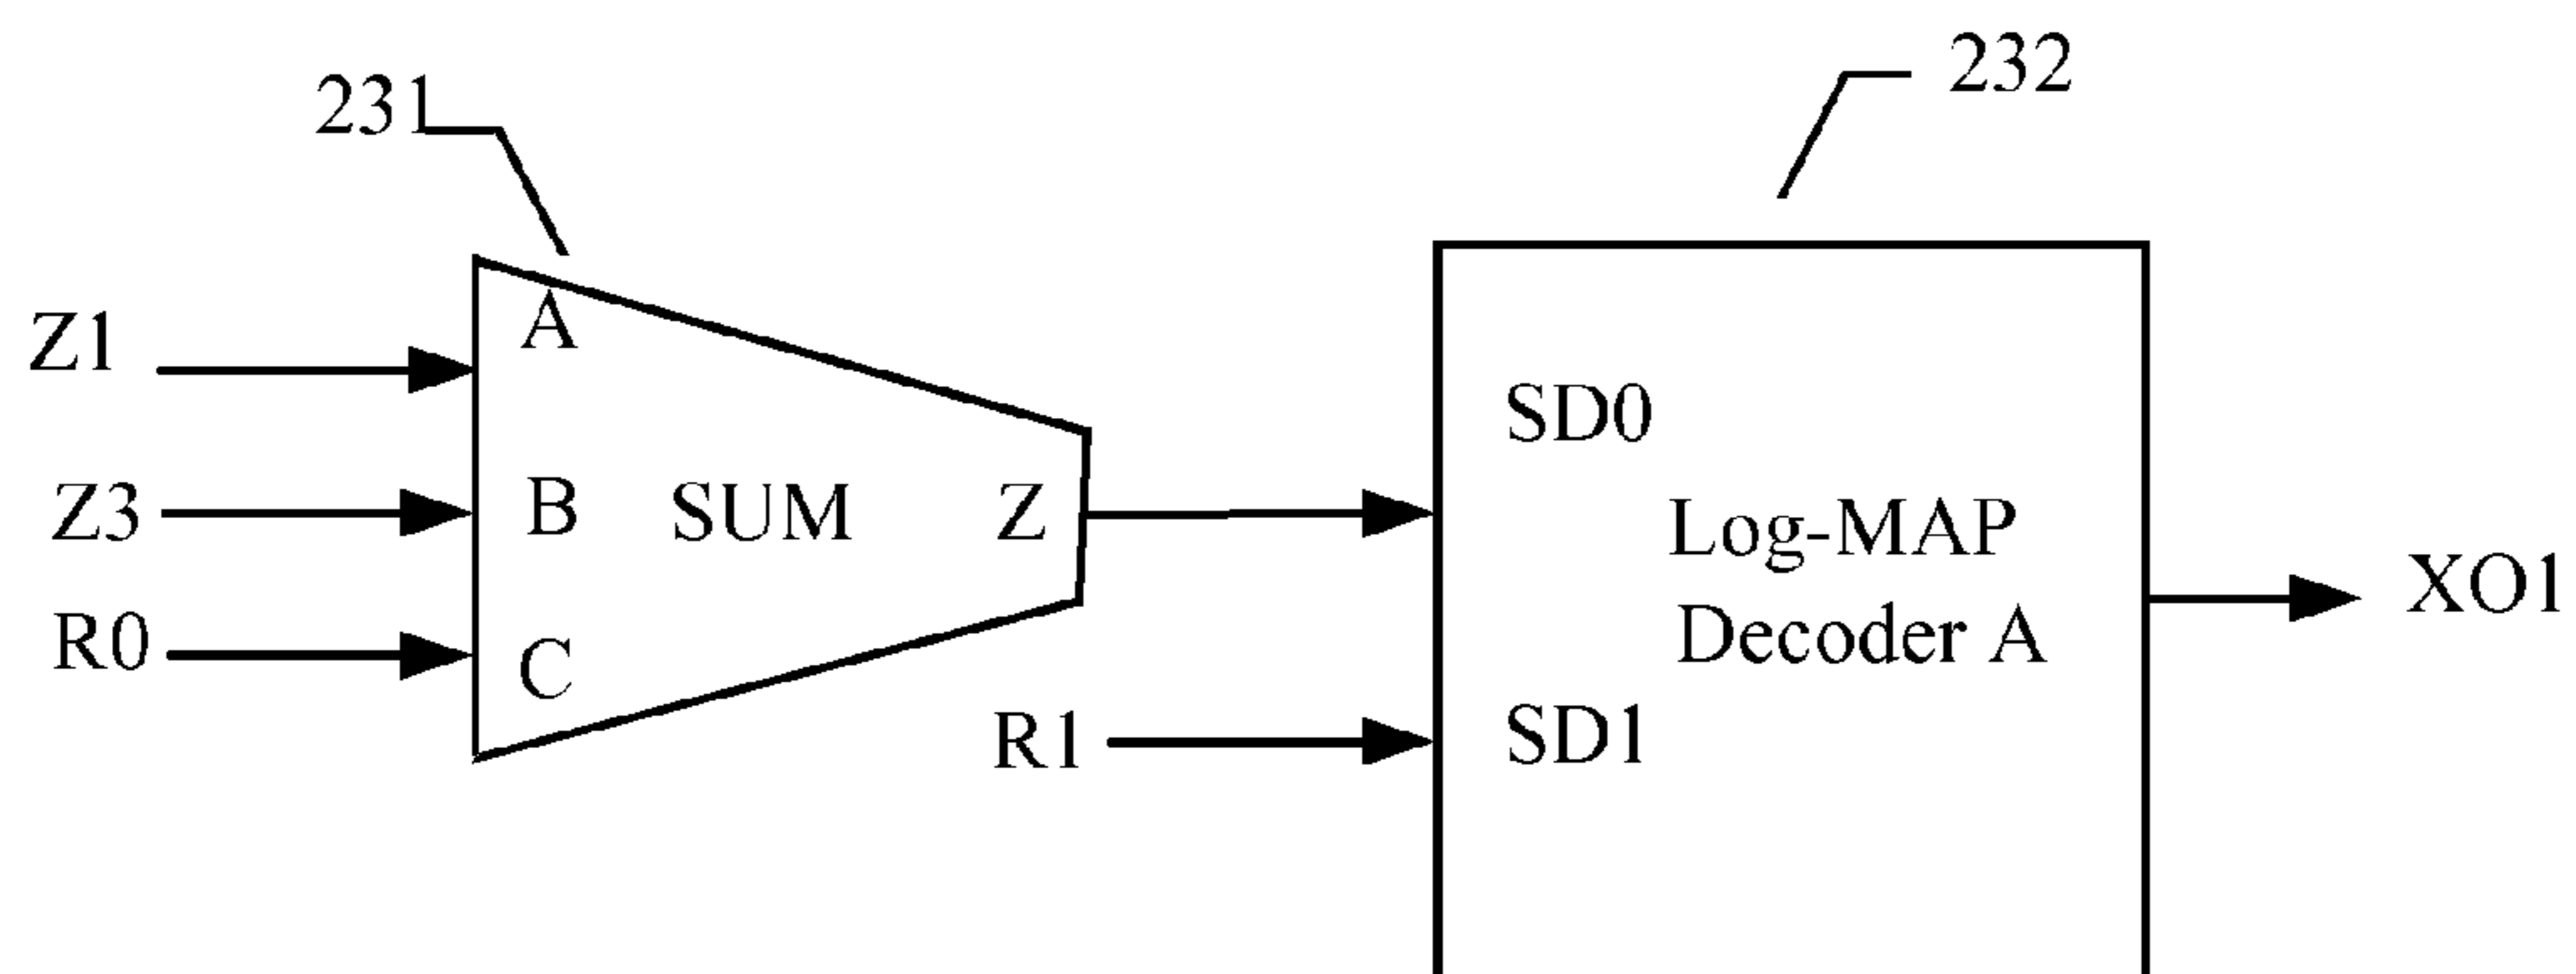 231
232
Z1
A
Z3
B
SUM
Z
R0
C
R1
SD0
Log-MAP
Decoder A
SD1
XO1